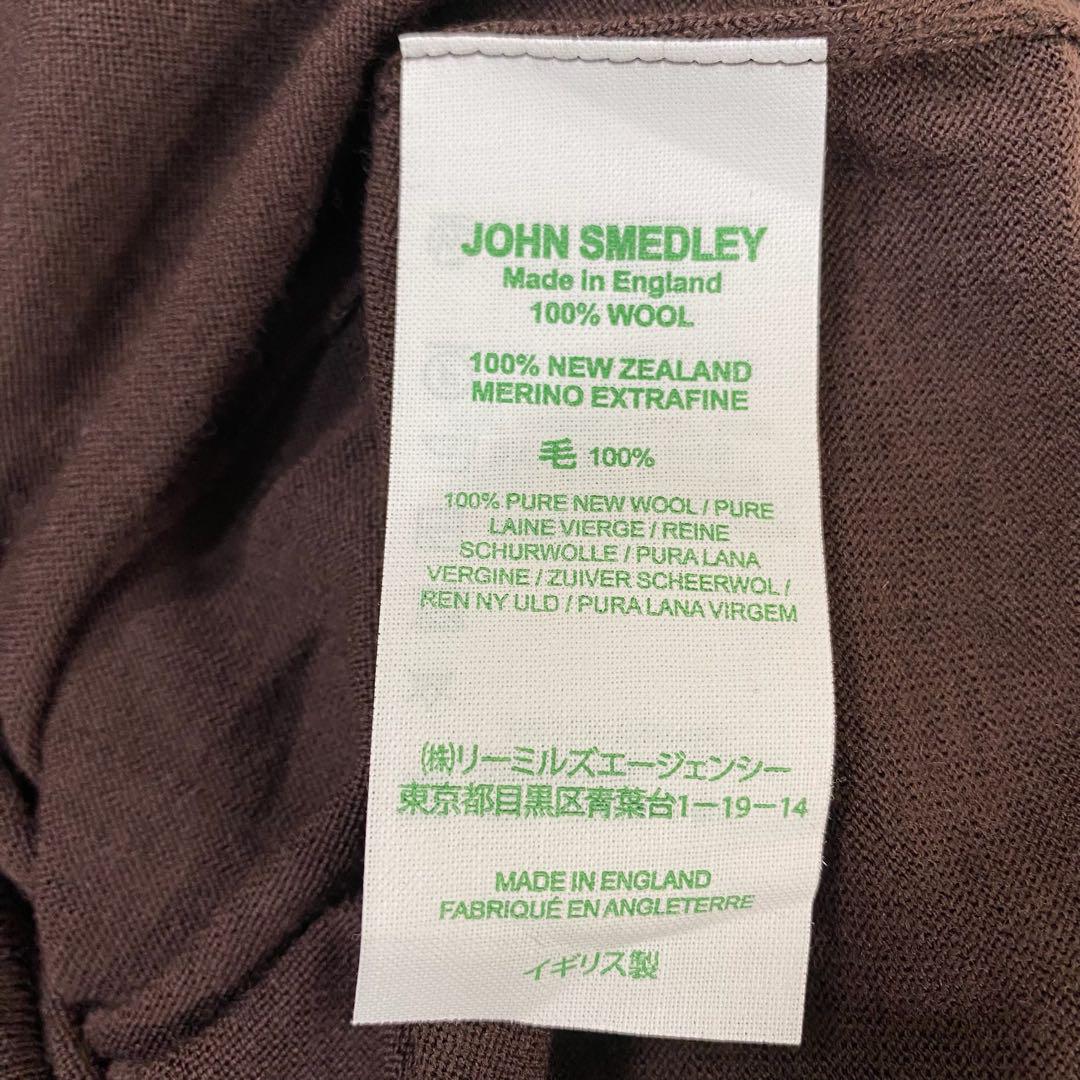 JOHN SMEDLEY
Made in England
100% WOOL
100% NEW ZEALAND
MERINO EXTRAFINE
毛 100%
100% PURE NEW WOOL / PURE
LAINE VIERGE / REINE
SCHURWOLLE / PURA LANA
VERGINE / ZUIVER SCHEERWOL /
REN NY ULD / PURA LANA VIRGEM
㈱リーミルズエージェンシー
東京都目黒区青葉台1－19－14
MADE IN ENGLAND
FABRIQUÉ EN ANGLETERRE
イギリス製